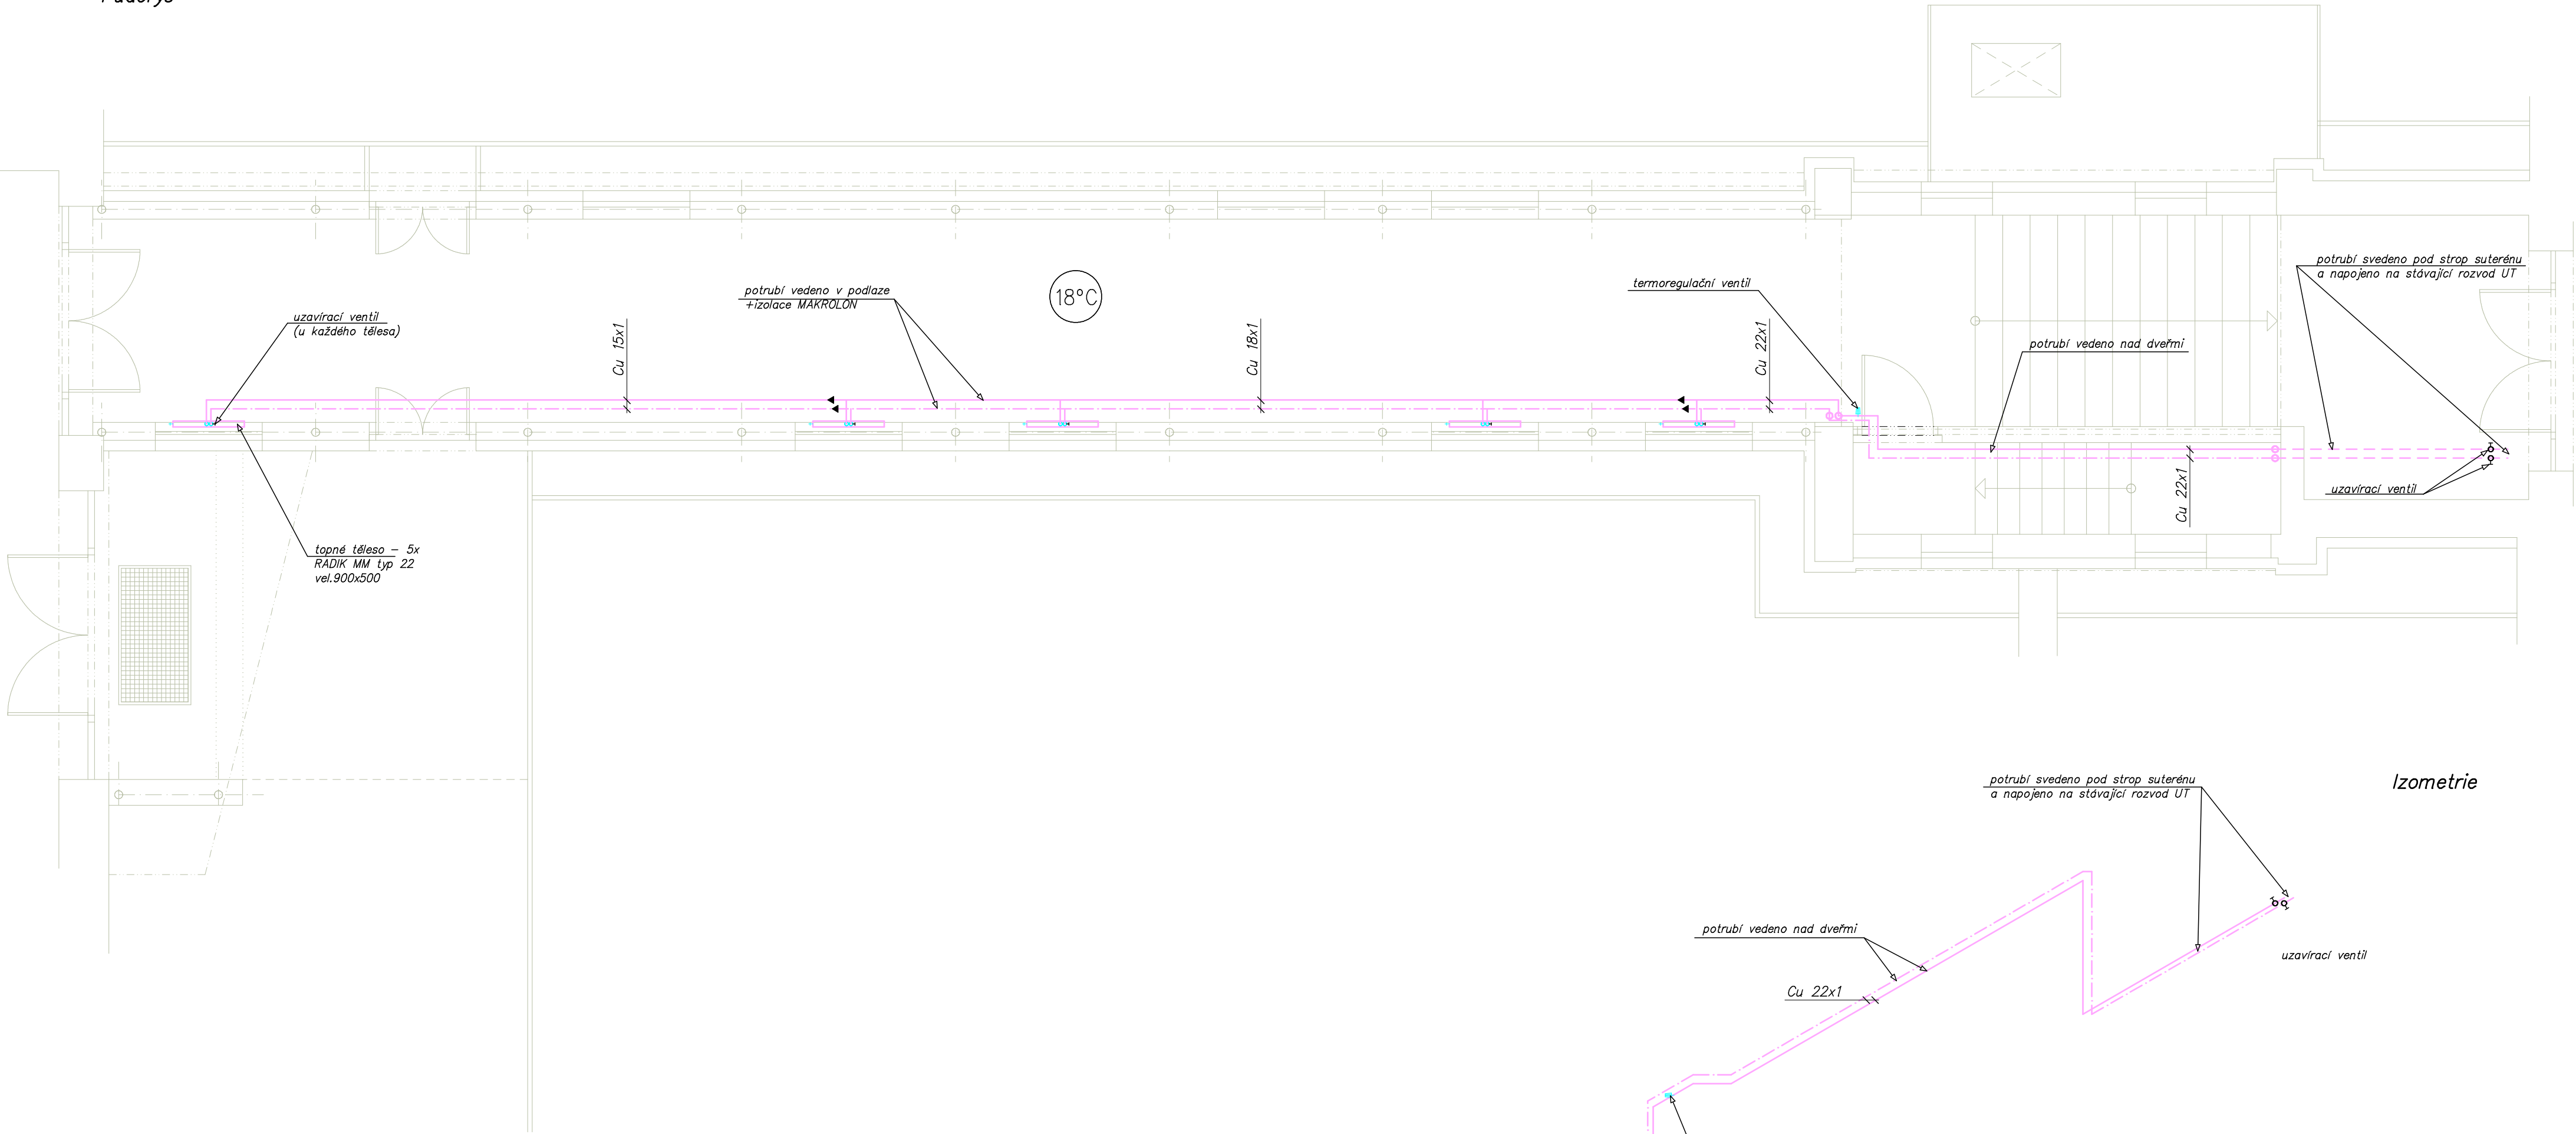 potrubí svedeno pod strop suterénu
a napojeno na stávající rozvod UT
termoregulační ventil
potrubí vedeno v podlaze
+izolace MAKROLON
18°C
uzavírací ventil
(u každého tělesa)
Cu 15x1
Cu 18x1
Cu 22x1
potrubí vedeno nad dveřmi
Cu 22x1
uzavírací ventil
topné těleso – 5x
RADIK MM typ 22
vel.900x500
Izometrie
potrubí svedeno pod strop suterénu
a napojeno na stávající rozvod UT
potrubí vedeno nad dveřmi
uzavírací ventil
Cu 22x1